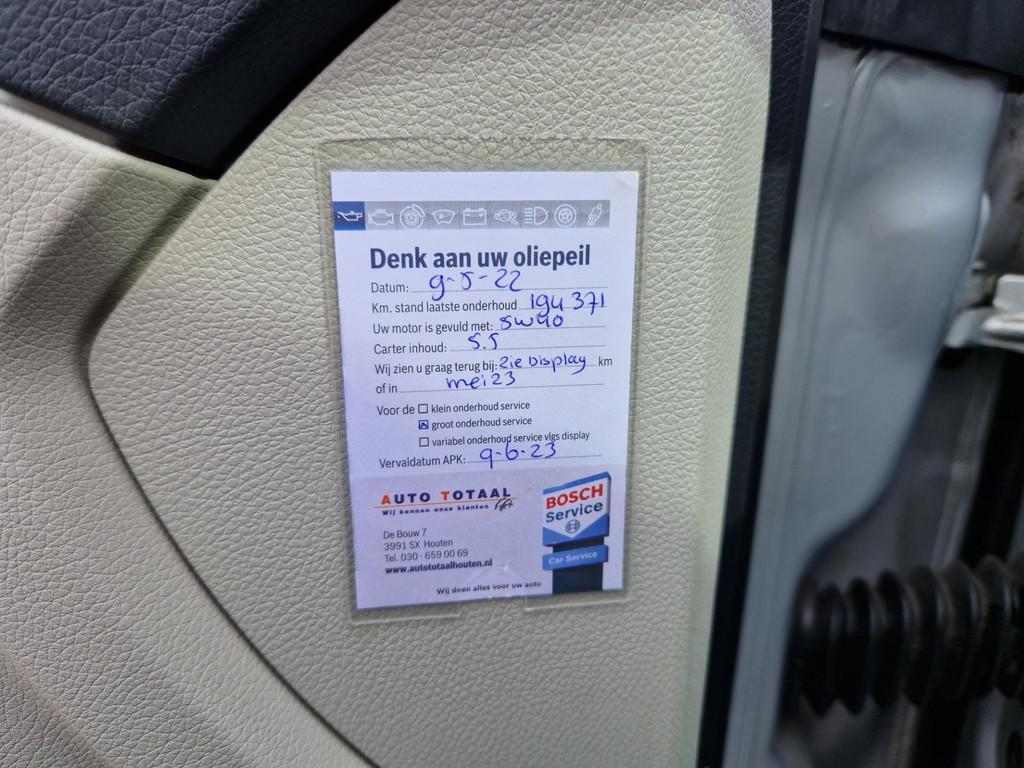 Denk aan uw oliepeil
Datum: 9-5-22
Km. stand laatste onderhoud 194 371
Uw motor is gevuld met: 5w40
Carter inhoud: 5.5
Wij zien u graag terug bij: Zie Display km
of in mei 23
Voor de klein onderhoud service
groot onderhoud service
variabel onderhoud service vlgs display
Vervaldatum APK: 9-6-23
AUTO TOTAAL
Wij kennen onze klanten
BOSCH
Service
Car Service
De Bouw 7
3991 SX Houten
Tel. 030 - 659 00 69
www.autototaalhouten.nl
Wij doen alles voor uw auto